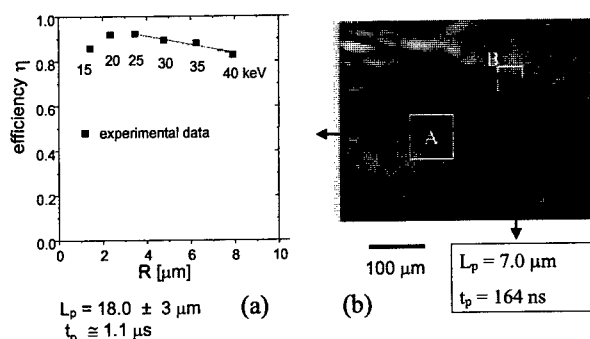 efficiency η
1.0
0.8
0.6
0.4
0.2
0.0
15 20 25 30 35 40 keV
experimental data
0 2 4 6 8 10
R [μm]
L_p = 18.0 ± 3 μm
t_p ≅ 1.1 μs
(a)
B
A
(b)
100 μm
L_p = 7.0 μm
t_p = 164 ns